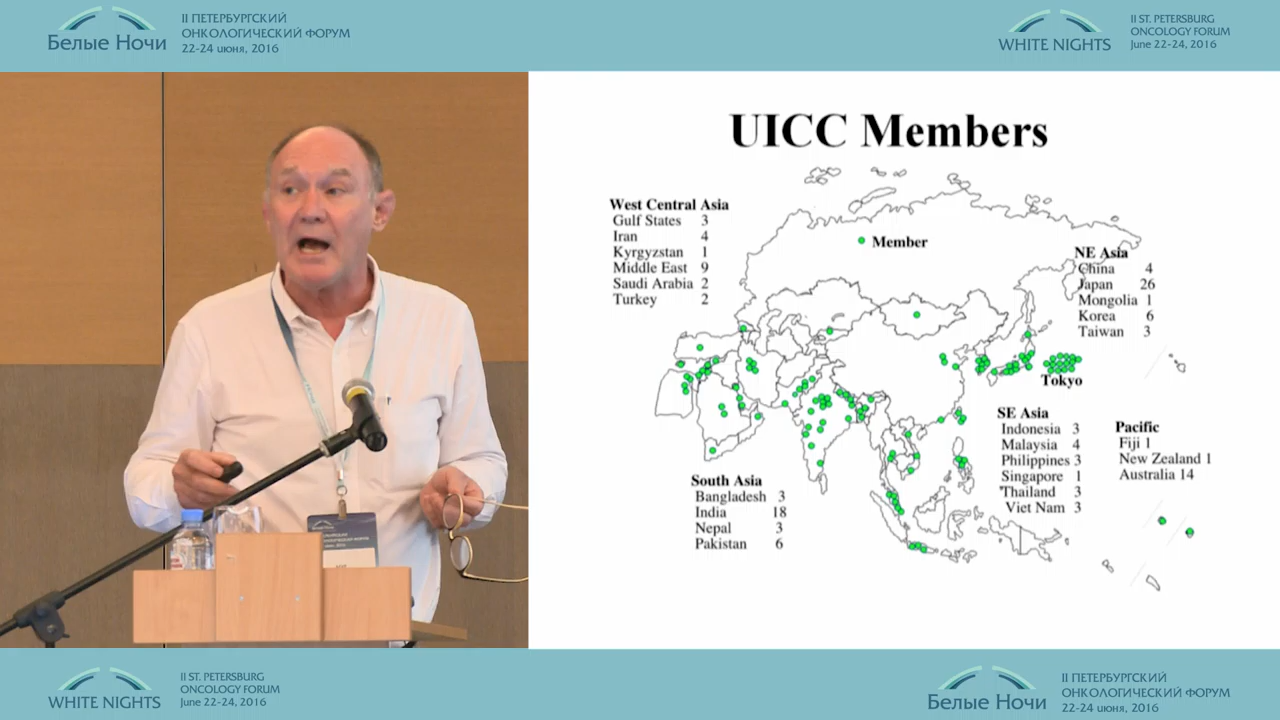 Белые Ночи
II ПЕТЕРБУРГСКИЙ
ОНКОЛОГИЧЕСКИЙ ФОРУМ
22-24 июня, 2016
WHITE NIGHTS
II ST. PETERSBURG
ONCOLOGY FORUM
June 22-24, 2016
UICC Members
West Central Asia
Gulf States 3
Iran 4
Kyrgyzstan 1
Middle East 9
Saudi Arabia 2
Turkey 2
Member
NE Asia
China 4
Japan 26
Mongolia 1
Korea 6
Taiwan 3
Tokyo
SE Asia
Indonesia 3
Malaysia 4
Philippines 3
Singapore 1
Thailand 3
Viet Nam 3
Pacific
Fiji 1
New Zealand 1
Australia 14
South Asia
Bangladesh 3
India 18
Nepal 3
Pakistan 6
WHITE NIGHTS
II ST. PETERSBURG
ONCOLOGY FORUM
June 22-24, 2016
Белые Ночи
II ПЕТЕРБУРГСКИЙ
ОНКОЛОГИЧЕСКИЙ ФОРУМ
22-24 июня, 2016